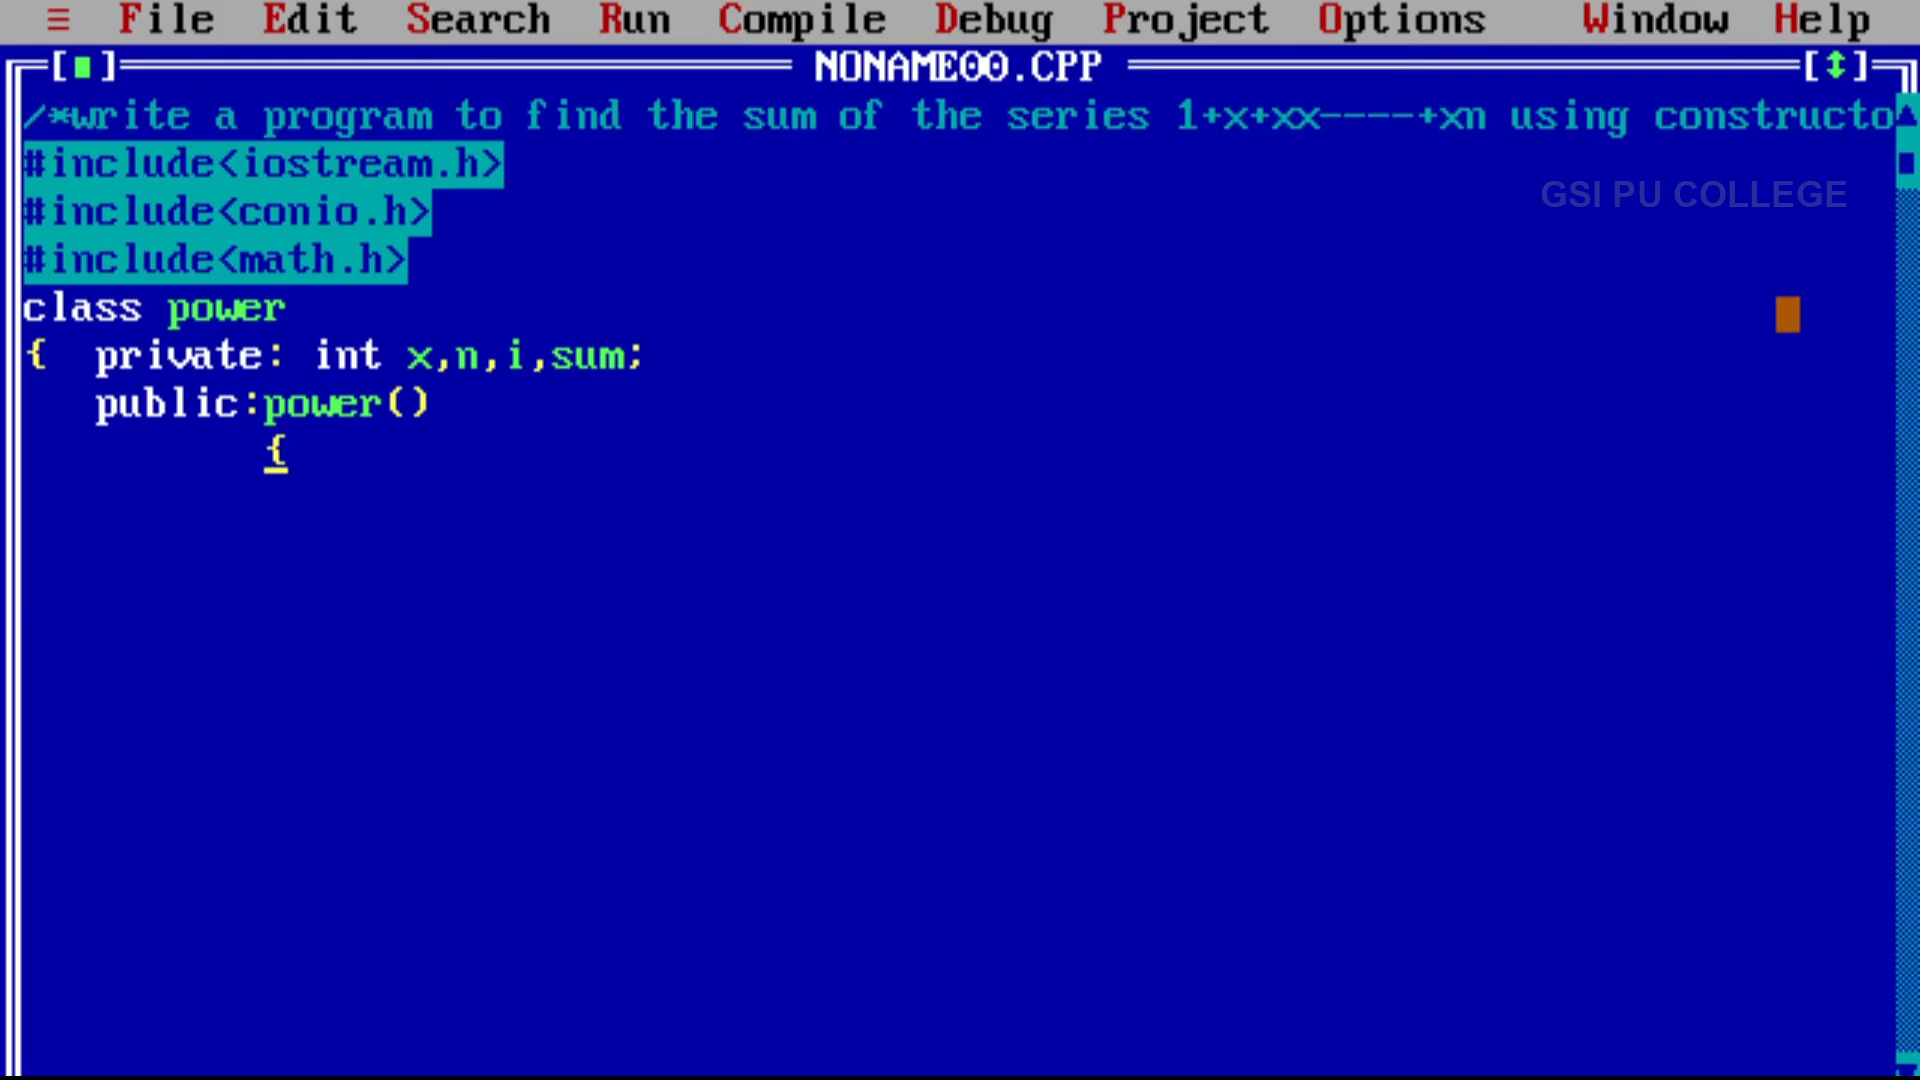 ≡ File Edit Search Run Compile Debug Project Options Window Help
[■] NONAME00.CPP [↕]
/*write a program to find the sum of the series 1+x+xx----+xn using constructo
#include<iostream.h>
#include<conio.h>
GSI PU COLLEGE
#include<math.h>
class power
{ private: int x,n,i,sum;
public:power()
{